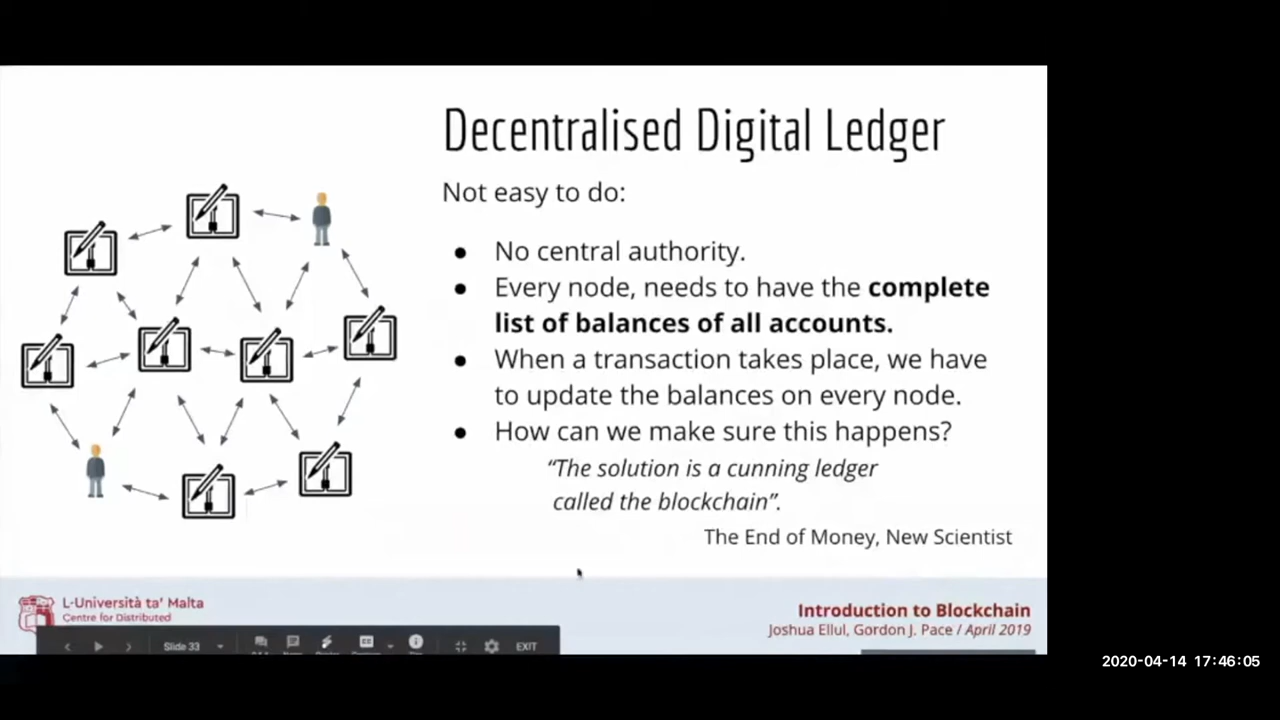 Decentralised Digital Ledger
Not easy to do:
● No central authority.
● Every node, needs to have the complete
list of balances of all accounts.
● When a transaction takes place, we have
to update the balances on every node.
● How can we make sure this happens?
“The solution is a cunning ledger
called the blockchain”.
The End of Money, New Scientist
L-Università ta' Malta
Centre for Distributed
Introduction to Blockchain
Joshua Ellul, Gordon J. Pace / April 2019
Slide 33
EXIT
2020-04-14 17:46:05